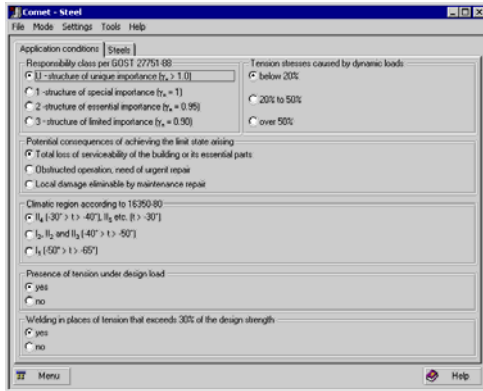 Comet - Steel
File Mode Settings Tools Help
Application conditions Steels
Responsibility class per GOST 27751-88
U -structure of unique importance (γn > 1.0)
1 -structure of special importance (γn = 1)
2 -structure of essential importance (γn = 0.95)
3 -structure of limited importance (γn = 0.90)
Tension stresses caused by dynamic loads
below 20%
20% to 50%
over 50%
Potential consequences of achieving the limit state arising
Total loss of serviceability of the building or its essential parts
Obstructed operation, need of urgent repair
Local damage eliminable by maintenance repair
Climatic region according to 16350-80
II4 (-30° > t > -40°), II5 etc. (t > -30°)
I2, II2 and II3 (-40° > t > -50°)
I1 (-50° > t > -65°)
Presence of tension under design load
yes
no
Welding in places of tension that exceeds 30% of the design strength
yes
no
Menu
Help